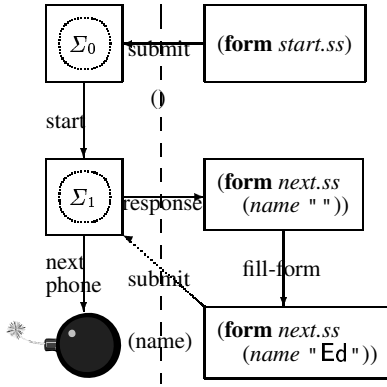 Σ0
submit
(form start.ss)
()
start
Σ1
response
(form next.ss
(name " "))
next
phone
submit
fill-form
(name)
(form next.ss
(name "Ed"))